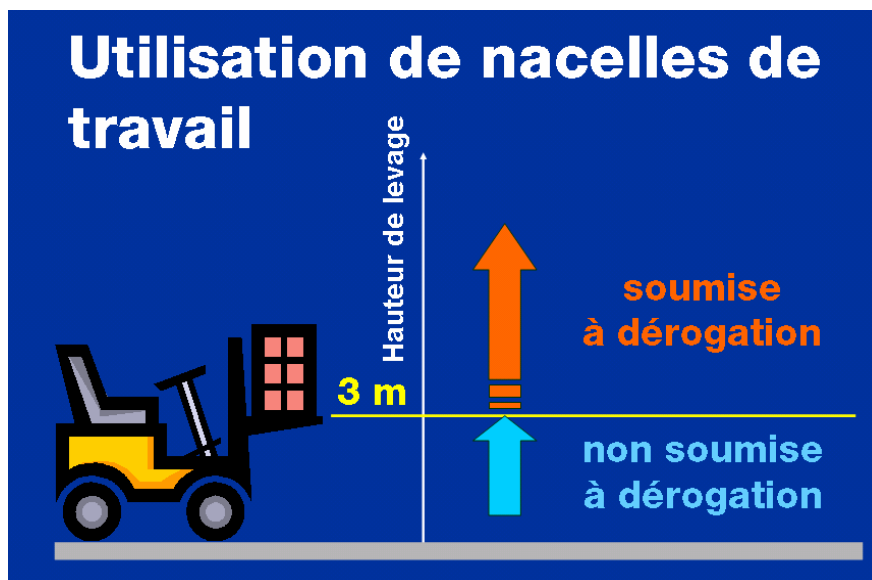 Utilisation de nacelles de
travail
Hauteur de levage
soumise
à dérogation
3 m
non soumise
à dérogation